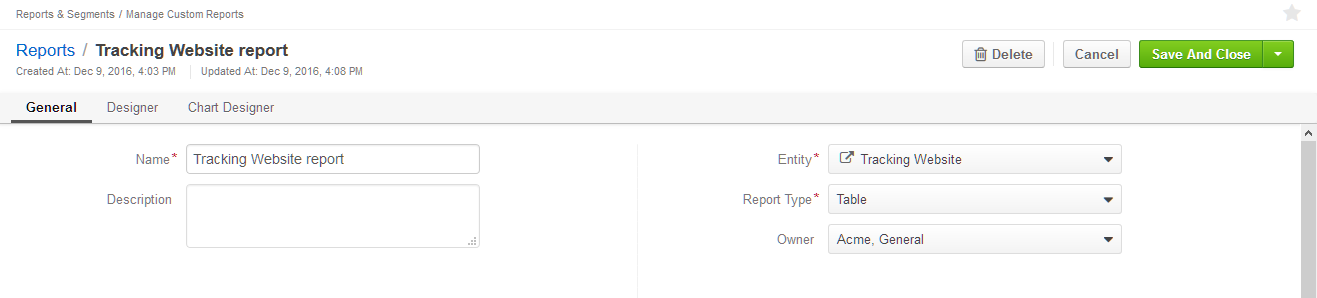 Reports & Segments / Manage Custom Reports
Reports / Tracking Website report
Delete
Cancel
Save And Close
Created At: Dec 9, 2016, 4:03 PM
Updated At: Dec 9, 2016, 4:08 PM
General
Designer
Chart Designer
Name*
Tracking Website report
Description
Entity*
Tracking Website
Report Type*
Table
Owner
Acme, General